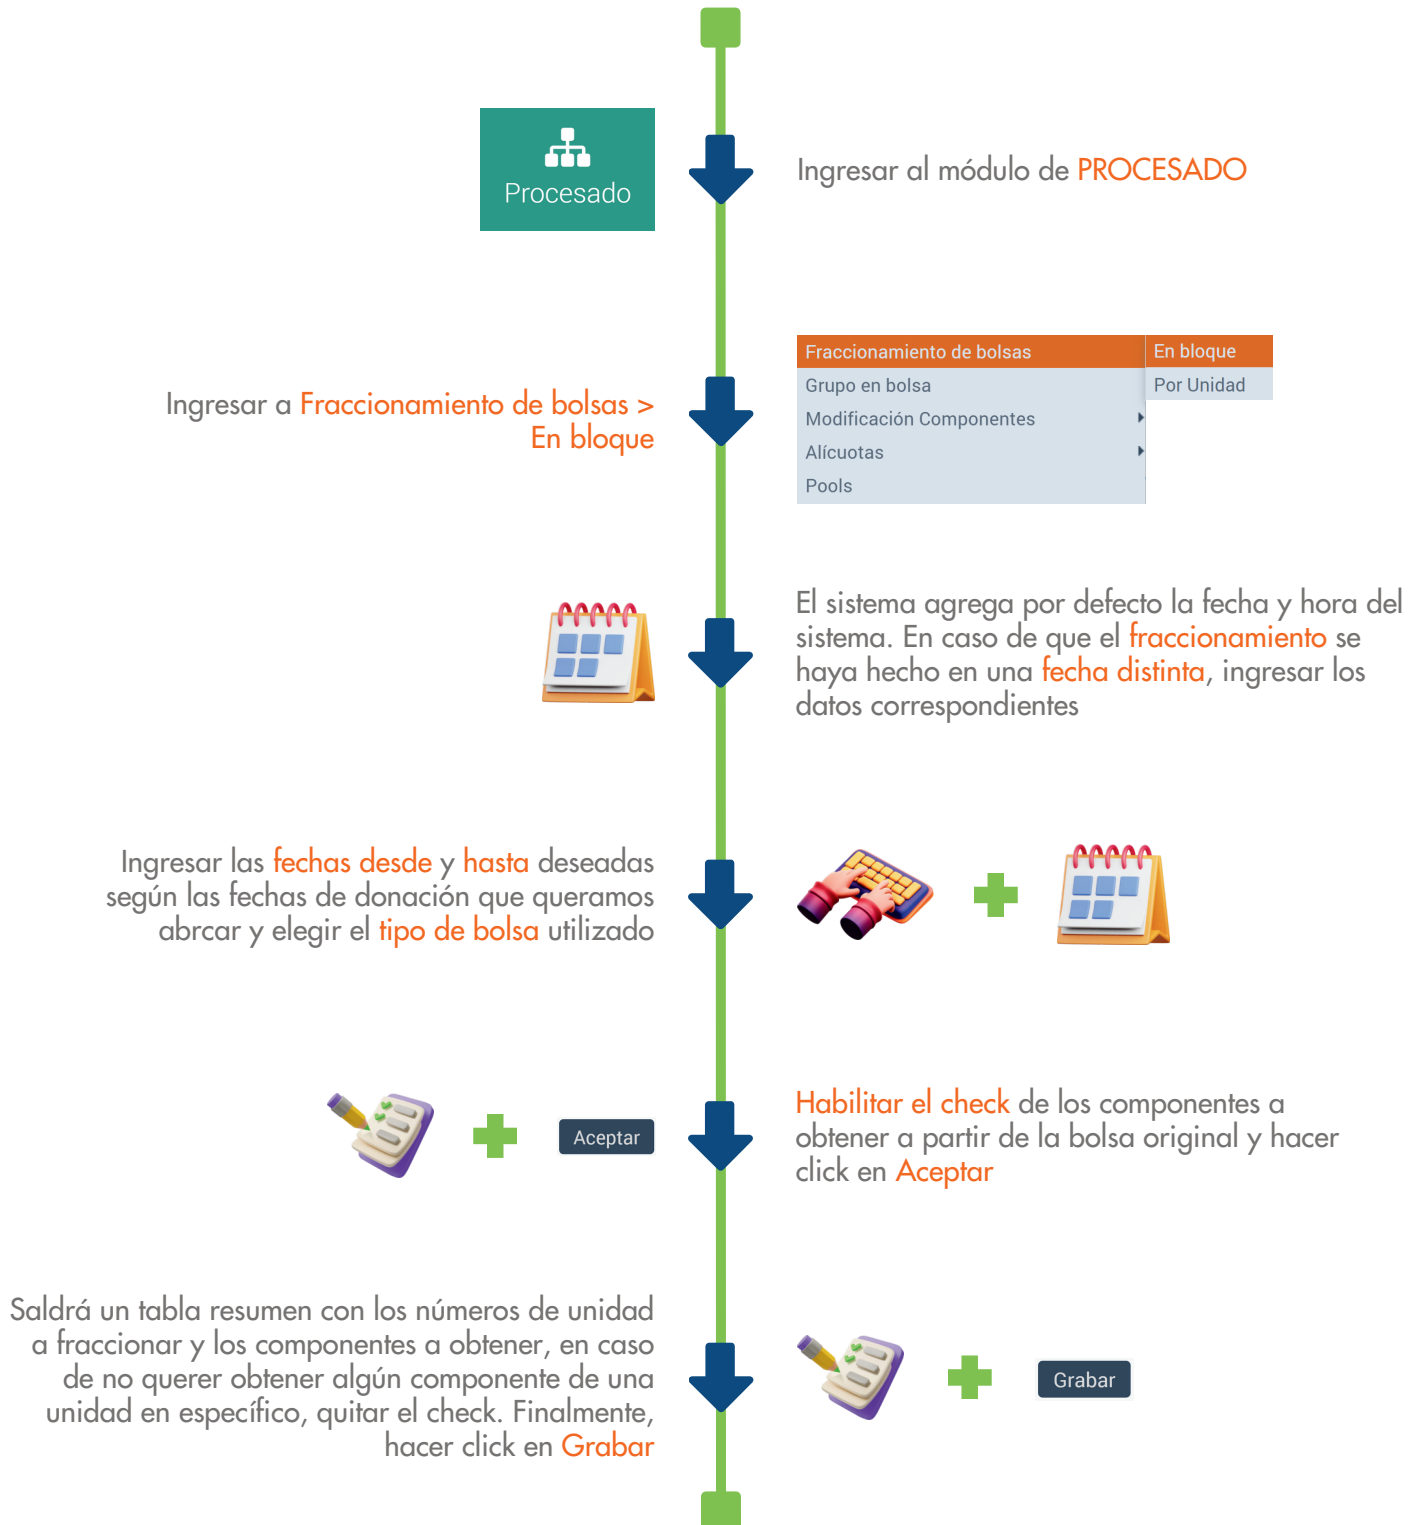 Procesado
Ingresar al módulo de PROCESADO
Ingresar a Fraccionamiento de bolsas >
En bloque
Fraccionamiento de bolsas
En bloque
Grupo en bolsa
Por Unidad
Modificación Componentes
Alícuotas
Pools
El sistema agrega por defecto la fecha y hora del
sistema. En caso de que el fraccionamiento se
haya hecho en una fecha distinta, ingresar los
datos correspondientes
Ingresar las fechas desde y hasta deseadas
según las fechas de donación que queramos
abrcar y elegir el tipo de bolsa utilizado
Aceptar
Habilitar el check de los componentes a
obtener a partir de la bolsa original y hacer
click en Aceptar
Saldrá un tabla resumen con los números de unidad
a fraccionar y los componentes a obtener, en caso
de no querer obtener algún componente de una
unidad en específico, quitar el check. Finalmente,
hacer click en Grabar
Grabar